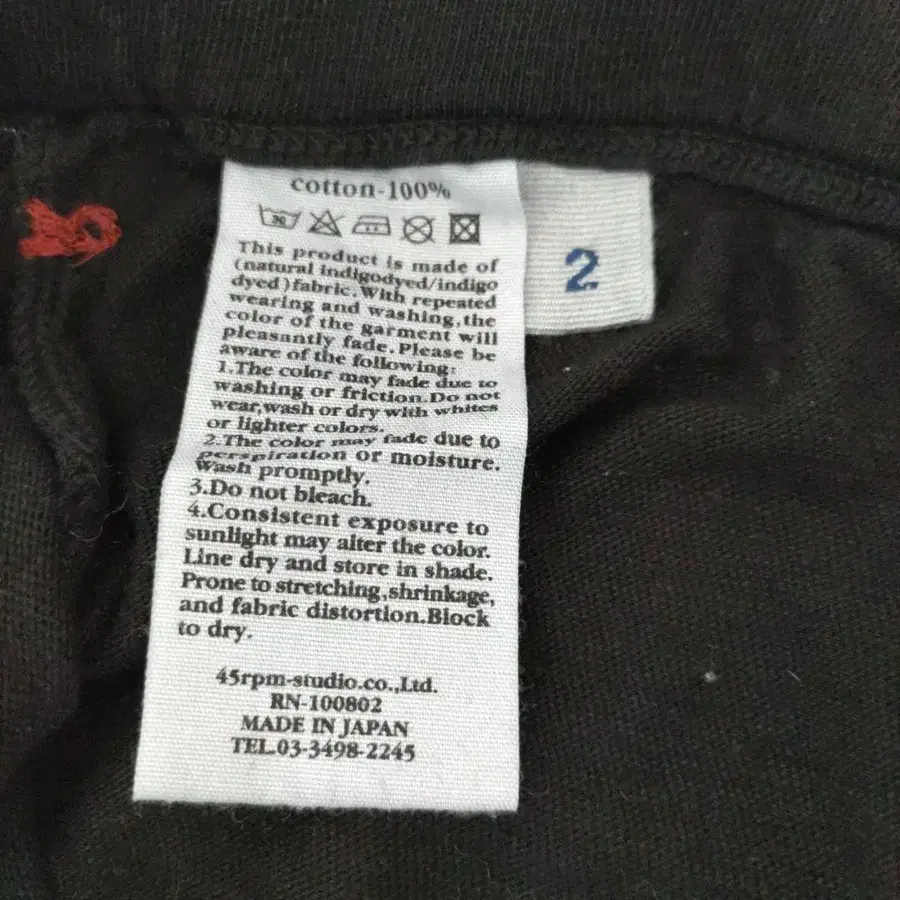 cotton-100%
30
This product is made of
(natural indigodyed/indigo
dyed)fabric.With repeated
wearing and washing,the
color of the garment will
pleasantly fade.Please be
aware of the following:
1.The color may fade due to
washing or friction.Do not
wear,wash or dry with whites
or lighter colors.
2.The color may fade due to
perspiration or moisture.
Wash promptly.
3.Do not bleach.
4.Consistent exposure to
sunlight may alter the color.
Line dry and store in shade.
Prone to stretching,shrinkage,
and fabric distortion.Block
to dry.
45rpm-studio.co.,Ltd.
RN-100802
MADE IN JAPAN
TEL.03-3498-2245
2